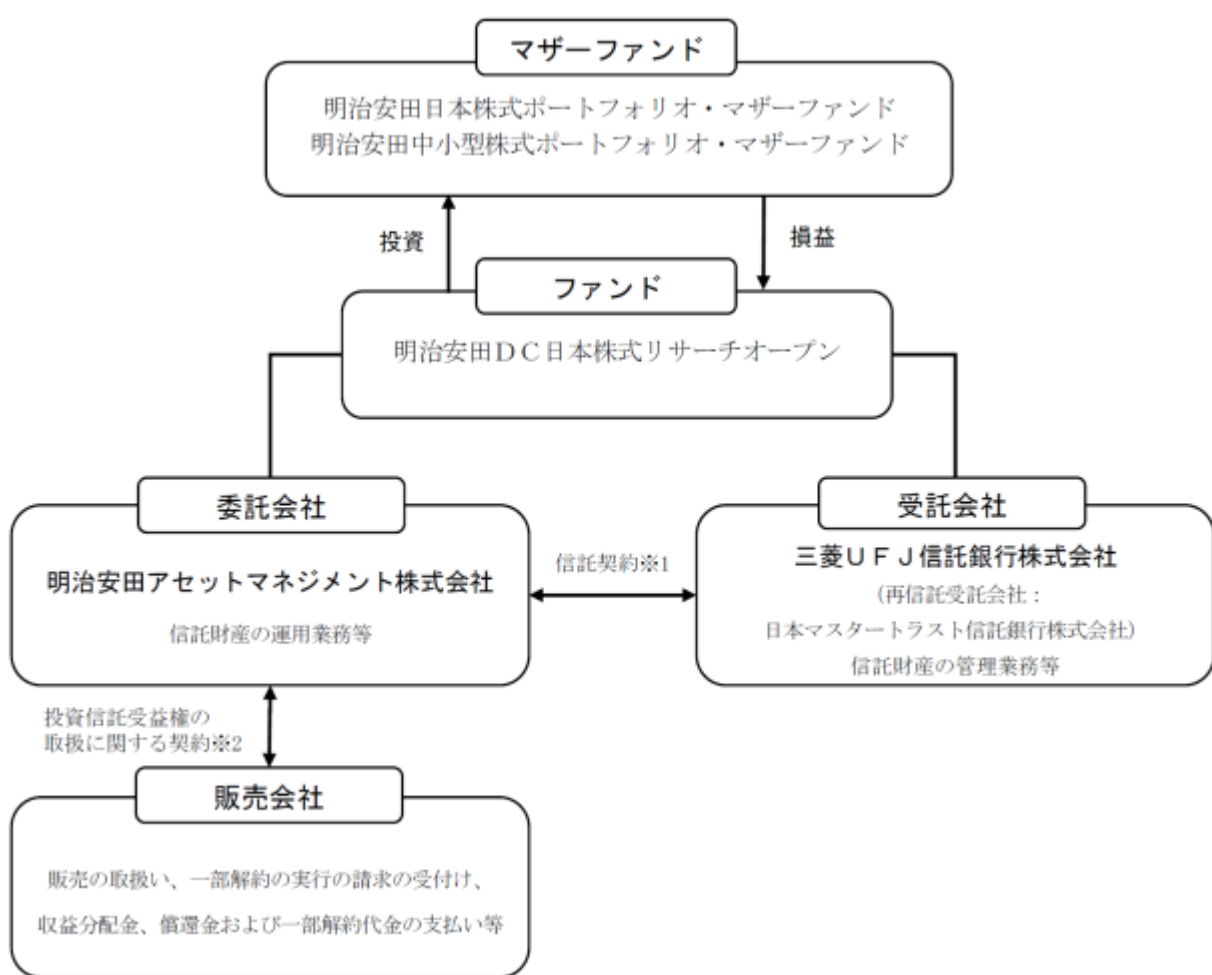 マザーファンド
明治安田日本株式ポートフォリオ・マザーファンド
明治安田中小型株式ポートフォリオ・マザーファンド
投資
損益
ファンド
明治安田ＤＣ日本株式リサーチオープン
委託会社
明治安田アセットマネジメント株式会社
信託財産の運用業務等
信託契約※1
受託会社
三菱ＵＦＪ信託銀行株式会社
（再信託受託会社：
日本マスタートラスト信託銀行株式会社）
信託財産の管理業務等
投資信託受益権の
取扱に関する契約※2
販売会社
販売の取扱い、一部解約の実行の請求の受付け、
収益分配金、償還金および一部解約代金の支払い等